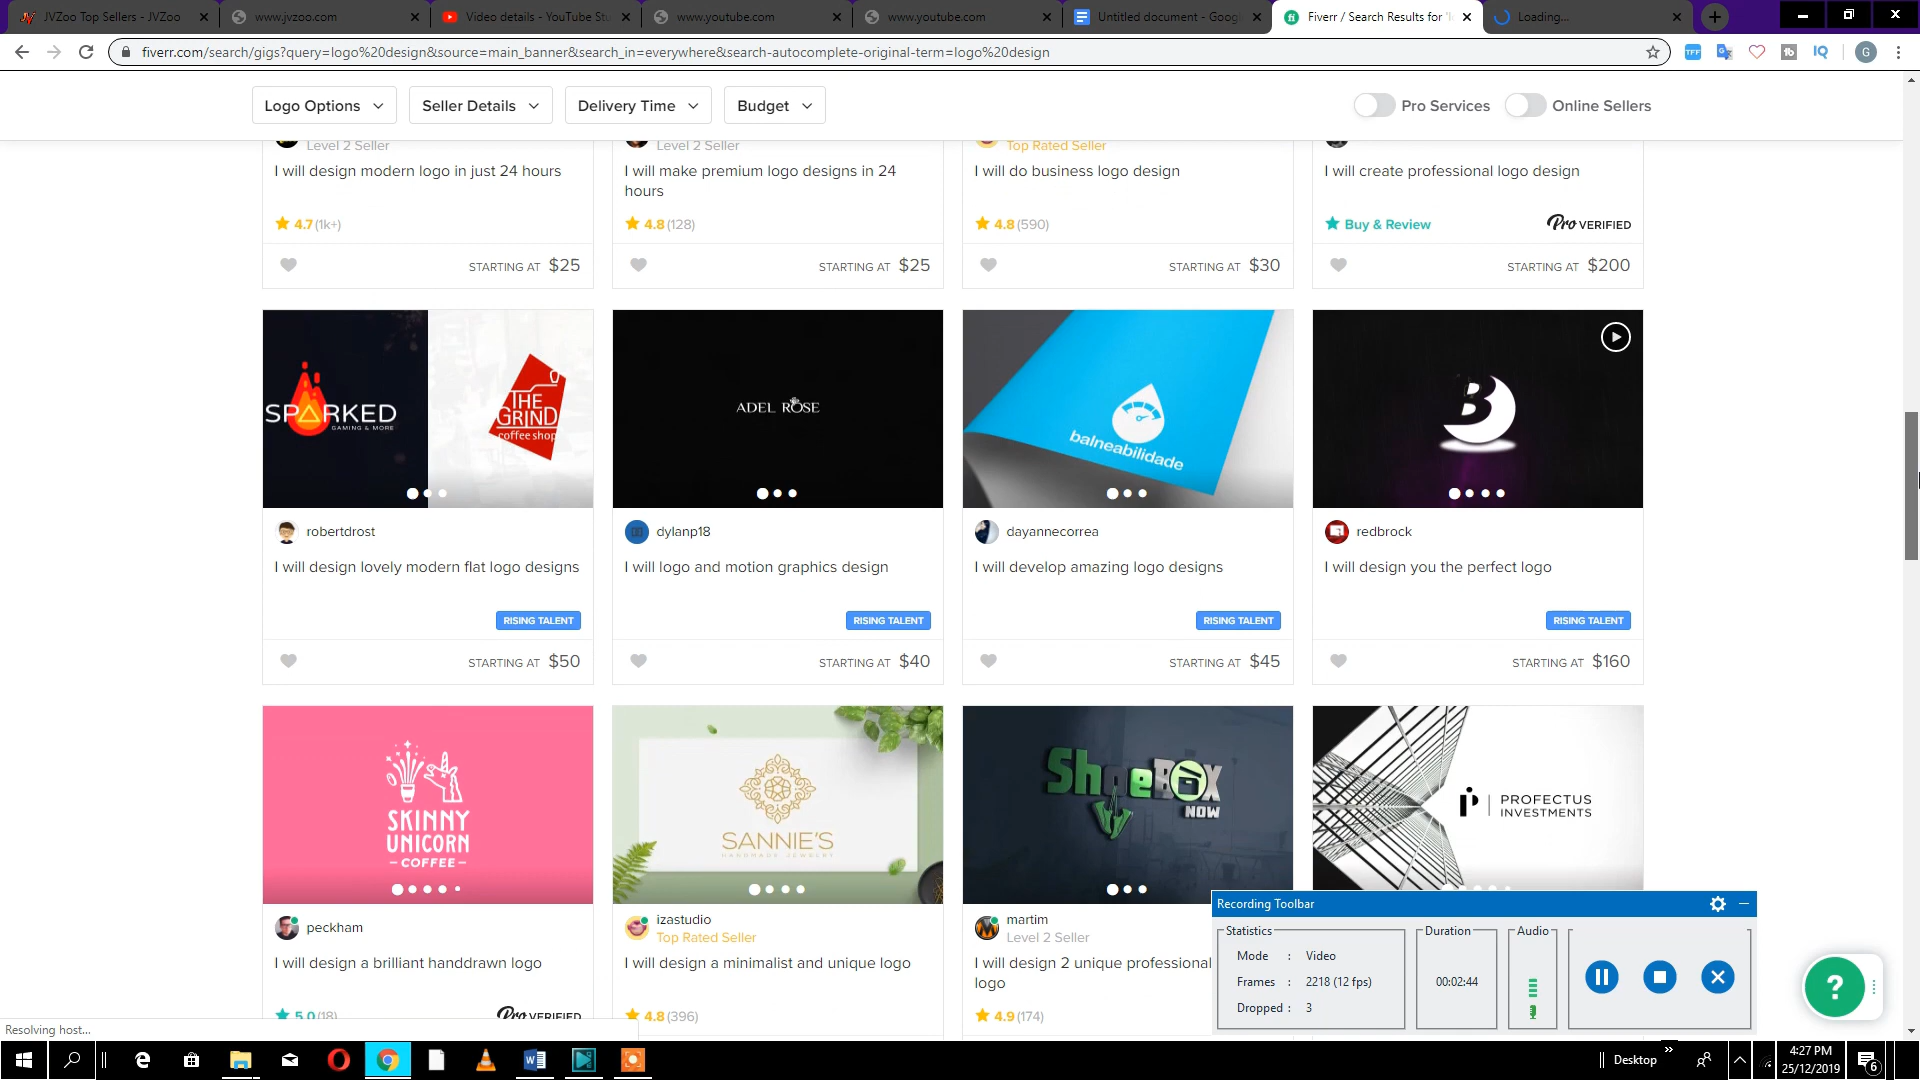 JVZoo Top Sellers - JVZoo
www.jvzoo.com
Video details - YouTube Stu
www.youtube.com
www.youtube.com
Untitled document - Googl
Fiverr / Search Results for 'l
Loading...
fiverr.com/search/gigs?query=logo%20design&source=main_banner&search_in=everywhere&search-autocomplete-original-term=logo%20design
Logo Options
Seller Details
Delivery Time
Budget
Pro Services
Online Sellers
Level 2 Seller
Level 2 Seller
Top Rated Seller
I will design modern logo in just 24 hours
I will make premium logo designs in 24
hours
I will do business logo design
I will create professional logo design
4.7 (1k+)
4.8 (128)
4.8 (590)
Buy & Review
Pro VERIFIED
STARTING AT $25
STARTING AT $25
STARTING AT $30
STARTING AT $200
SPARKED
GAMING & MORE
THE
GRIND
coffee shop
ADEL ROSE
balneabilidade
B
robertdrost
dylanp18
dayannecorrea
redbrock
I will design lovely modern flat logo designs
I will logo and motion graphics design
I will develop amazing logo designs
I will design you the perfect logo
RISING TALENT
RISING TALENT
RISING TALENT
RISING TALENT
STARTING AT $50
STARTING AT $40
STARTING AT $45
STARTING AT $160
SKINNY
UNICORN
-COFFEE-
SANNIE'S
HANDMADE JEWELRY
ShoeBOX
NOW
PROFECTUS
INVESTMENTS
peckham
izastudio
Top Rated Seller
martim
Level 2 Seller
I will design a brilliant handdrawn logo
I will design a minimalist and unique logo
I will design 2 unique professional
logo
5.0 (18)
Pro VERIFIED
4.8 (396)
4.9 (174)
Recording Toolbar
Statistics
Mode : Video
Frames : 2218 (12 fps)
Dropped : 3
Duration
00:02:44
Audio
?
Resolving host...
Desktop
4:27 PM
25/12/2019
6